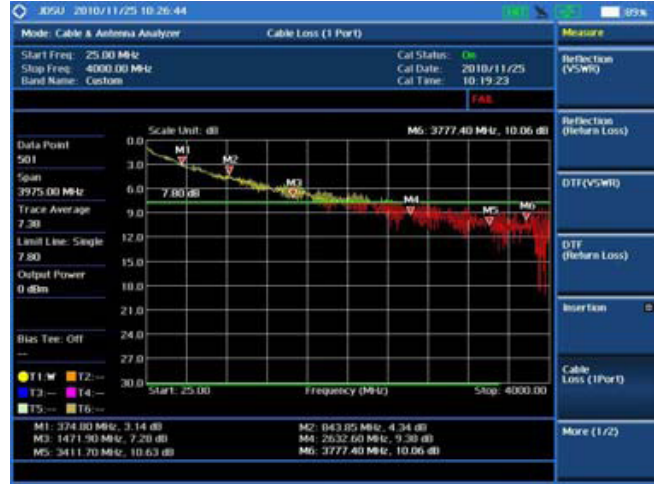 JDSU 2010/11/25 10:26:44
89%
Mode: Cable & Antenna Analyzer Cable Loss (1 Port) Measure
Start Freq: 25.00 MHz Cal Status: On
Stop Freq: 4000.00 MHz Cal Date: 2010/11/25
Band Name: Custom Cal Time: 10:19:23
FAIL
Reflection
(VSWR)
Reflection
(Return Loss)
DTF(VSWR)
DTF
(Return Loss)
Insertion
Cable
Loss (1Port)
More (1/2)
Data Point
501
Span
3975.00 MHz
Trace Average
7.38
Limit Line: Single
7.80
Output Power
0 dBm
Bias Tee: Off
--
T1:W T2:--
T3:-- T4:--
T5:-- T6:--
Scale Unit: dB M6: 3777.40 MHz, 10.06 dB
0.0
3.0
6.0
9.0
12.0
15.0
18.0
21.0
24.0
27.0
30.0
M1
M2
M3
M4
M5
M6
7.80 dB
Start: 25.00 Frequency (MHz) Stop: 4000.00
M1: 374.80 MHz, 3.14 dB M2: 843.85 MHz, 4.34 dB
M3: 1471.90 MHz, 7.20 dB M4: 2632.60 MHz, 9.30 dB
M5: 3411.70 MHz, 10.63 dB M6: 3777.40 MHz, 10.06 dB